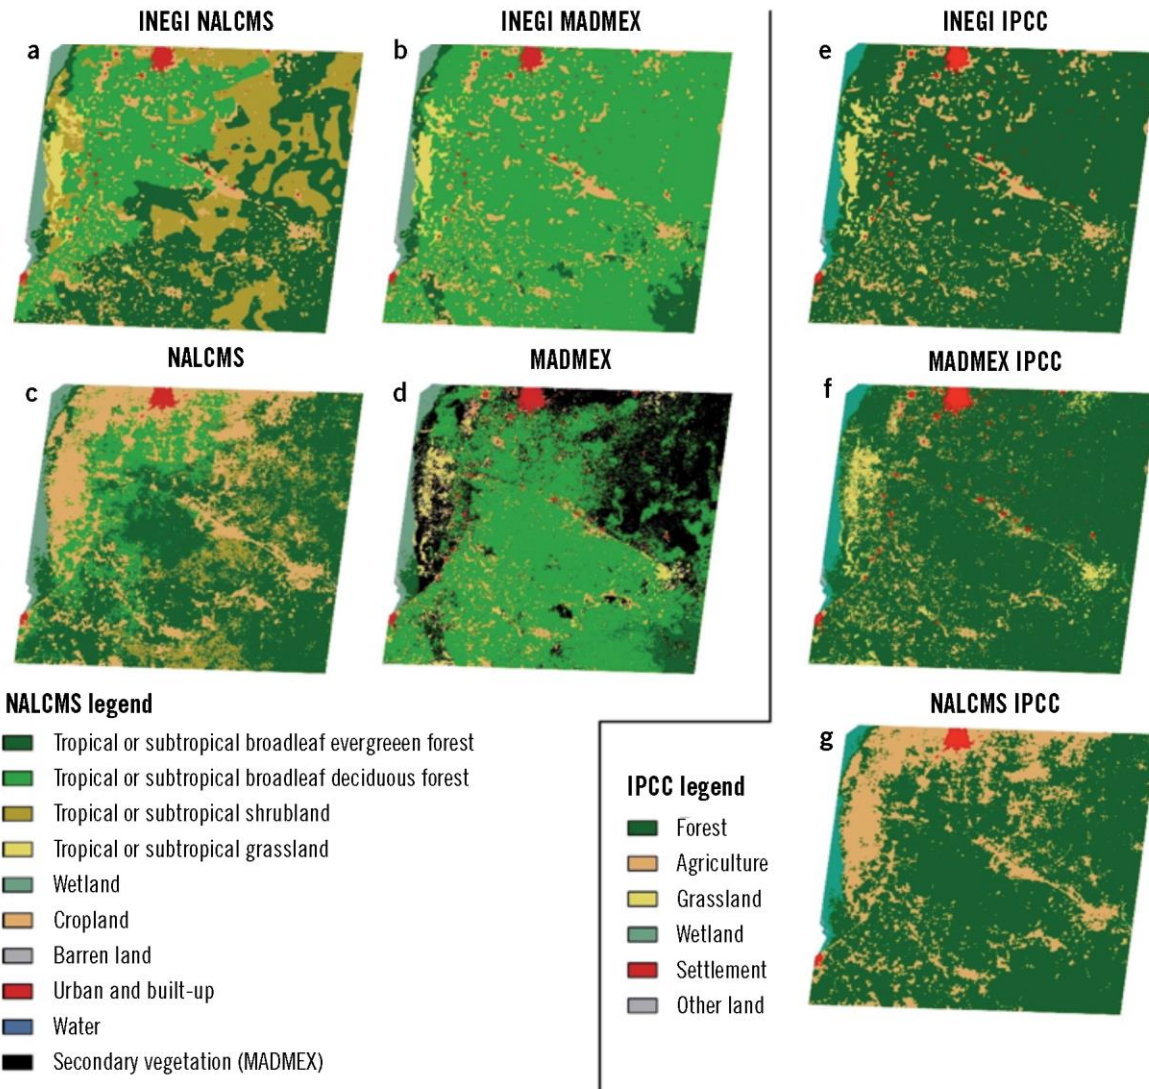 INEGI NALCMS
INEGI MADMEX
INEGI IPCC
a
b
e
NALCMS
MADMEX
MADMEX IPCC
c
d
f
NALCMS legend
Tropical or subtropical broadleaf evergreeen forest
Tropical or subtropical broadleaf deciduous forest
Tropical or subtropical shrubland
Tropical or subtropical grassland
Wetland
Cropland
Barren land
Urban and built-up
Water
Secondary vegetation (MADMEX)
NALCMS IPCC
g
IPCC legend
Forest
Agriculture
Grassland
Wetland
Settlement
Other land